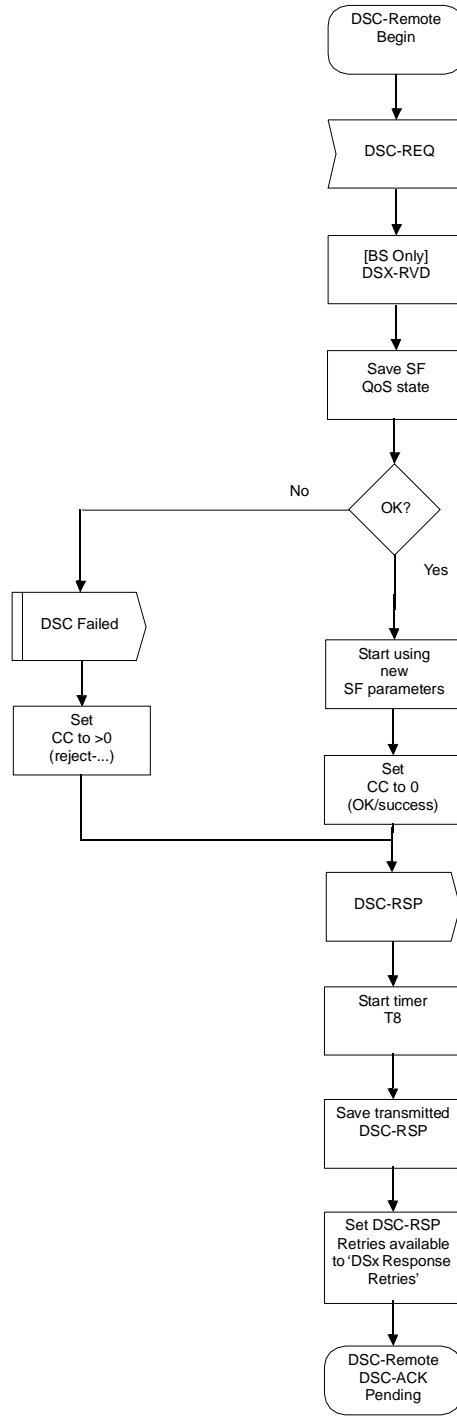 DSC-Remote
Begin
DSC-REQ
[BS Only]
DSX-RVD
Save SF
QoS state
OK?
No
Yes
DSC Failed
Set
CC to >0
(reject-...)
Start using
new
SF parameters
Set
CC to 0
(OK/success)
DSC-RSP
Start timer
T8
Save transmitted
DSC-RSP
Set DSC-RSP
Retries available
to ‘DSx Response
Retries’
DSC-Remote
DSC-ACK
Pending